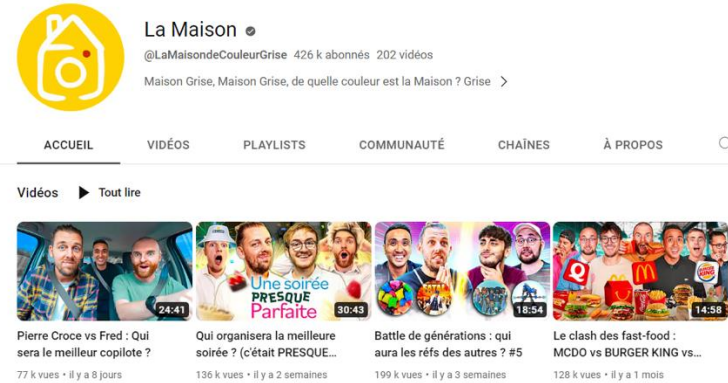 La Maison
@LaMaisondeCouleurGrise 426 k abonnés 202 vidéos
Maison Grise, Maison Grise, de quelle couleur est la Maison ? Grise
ACCUEIL VIDÉOS PLAYLISTS COMMUNAUTÉ CHAÎNES À PROPOS
Vidéos Tout lire
Une soirée
PRESQUE
Parfaite
BURGER
KING
24:41 30:43 18:54 14:58
Pierre Croce vs Fred : Qui
sera le meilleur copilote ?
77 k vues • il y a 8 jours
Qui organisera la meilleure
soirée ? (c'était PRESQUE...
136 k vues • il y a 2 semaines
Battle de générations : qui
aura les réfs des autres ? #5
199 k vues • il y a 3 semaines
Le clash des fast-food :
MCDO vs BURGER KING vs...
128 k vues • il y a 1 mois